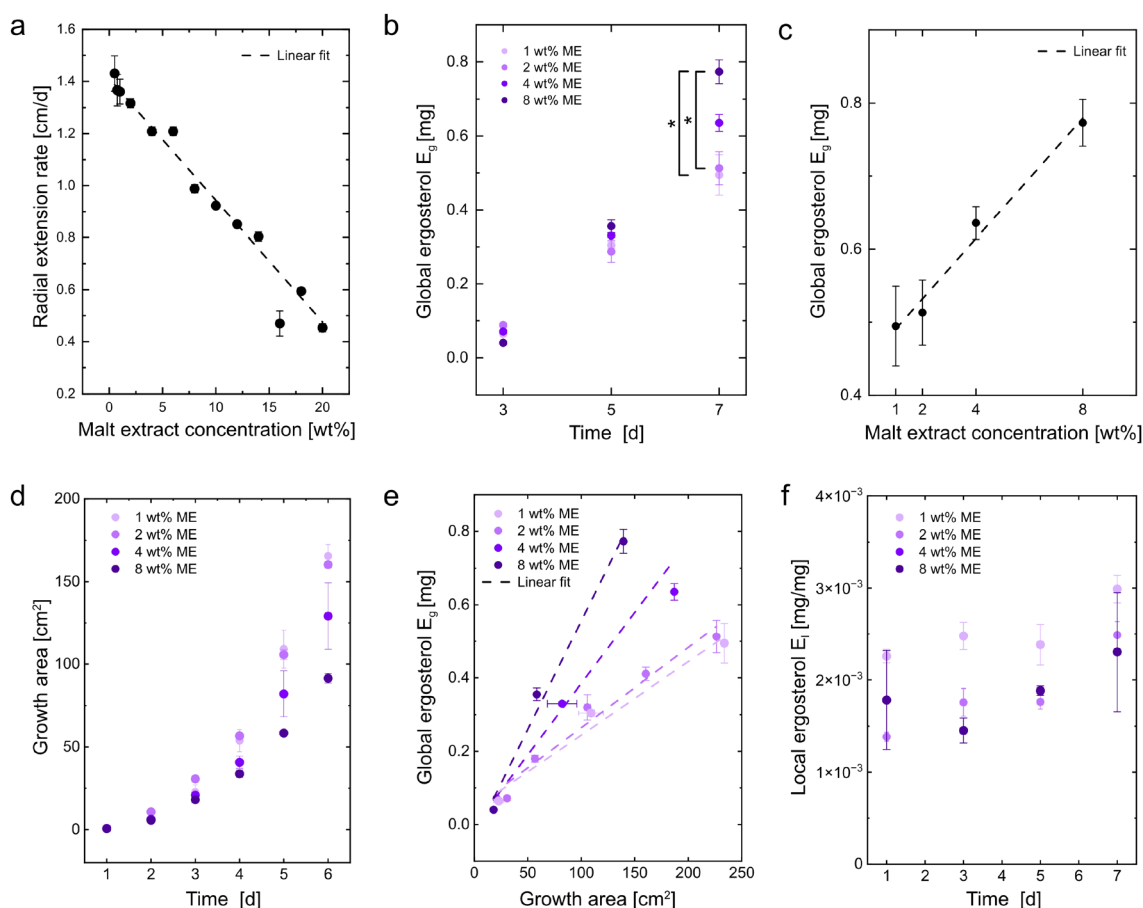 a
Radial extension rate [cm/d]
1.6
1.4
1.2
1.0
0.8
0.6
0.4
0.2
0
5
10
15
20
Malt extract concentration [wt%]
Linear fit
b
Global ergosterol Eg [mg]
0.8
0.6
0.4
0.2
0.0
3
5
7
Time [d]
1 wt% ME
2 wt% ME
4 wt% ME
8 wt% ME
*
*
c
Global ergosterol Eg [mg]
0.8
0.6
0.4
1
2
4
8
Malt extract concentration [wt%]
Linear fit
d
Growth area [cm²]
200
150
100
50
0
1
2
3
4
5
6
Time [d]
1 wt% ME
2 wt% ME
4 wt% ME
8 wt% ME
e
Global ergosterol Eg [mg]
0.8
0.6
0.4
0.2
0.0
0
50
100
150
200
250
Growth area [cm²]
1 wt% ME
2 wt% ME
4 wt% ME
8 wt% ME
Linear fit
f
Local ergosterol El [mg/mg]
4×10⁻³
3×10⁻³
2×10⁻³
1×10⁻³
0
1
2
3
4
5
6
7
Time [d]
1 wt% ME
2 wt% ME
4 wt% ME
8 wt% ME